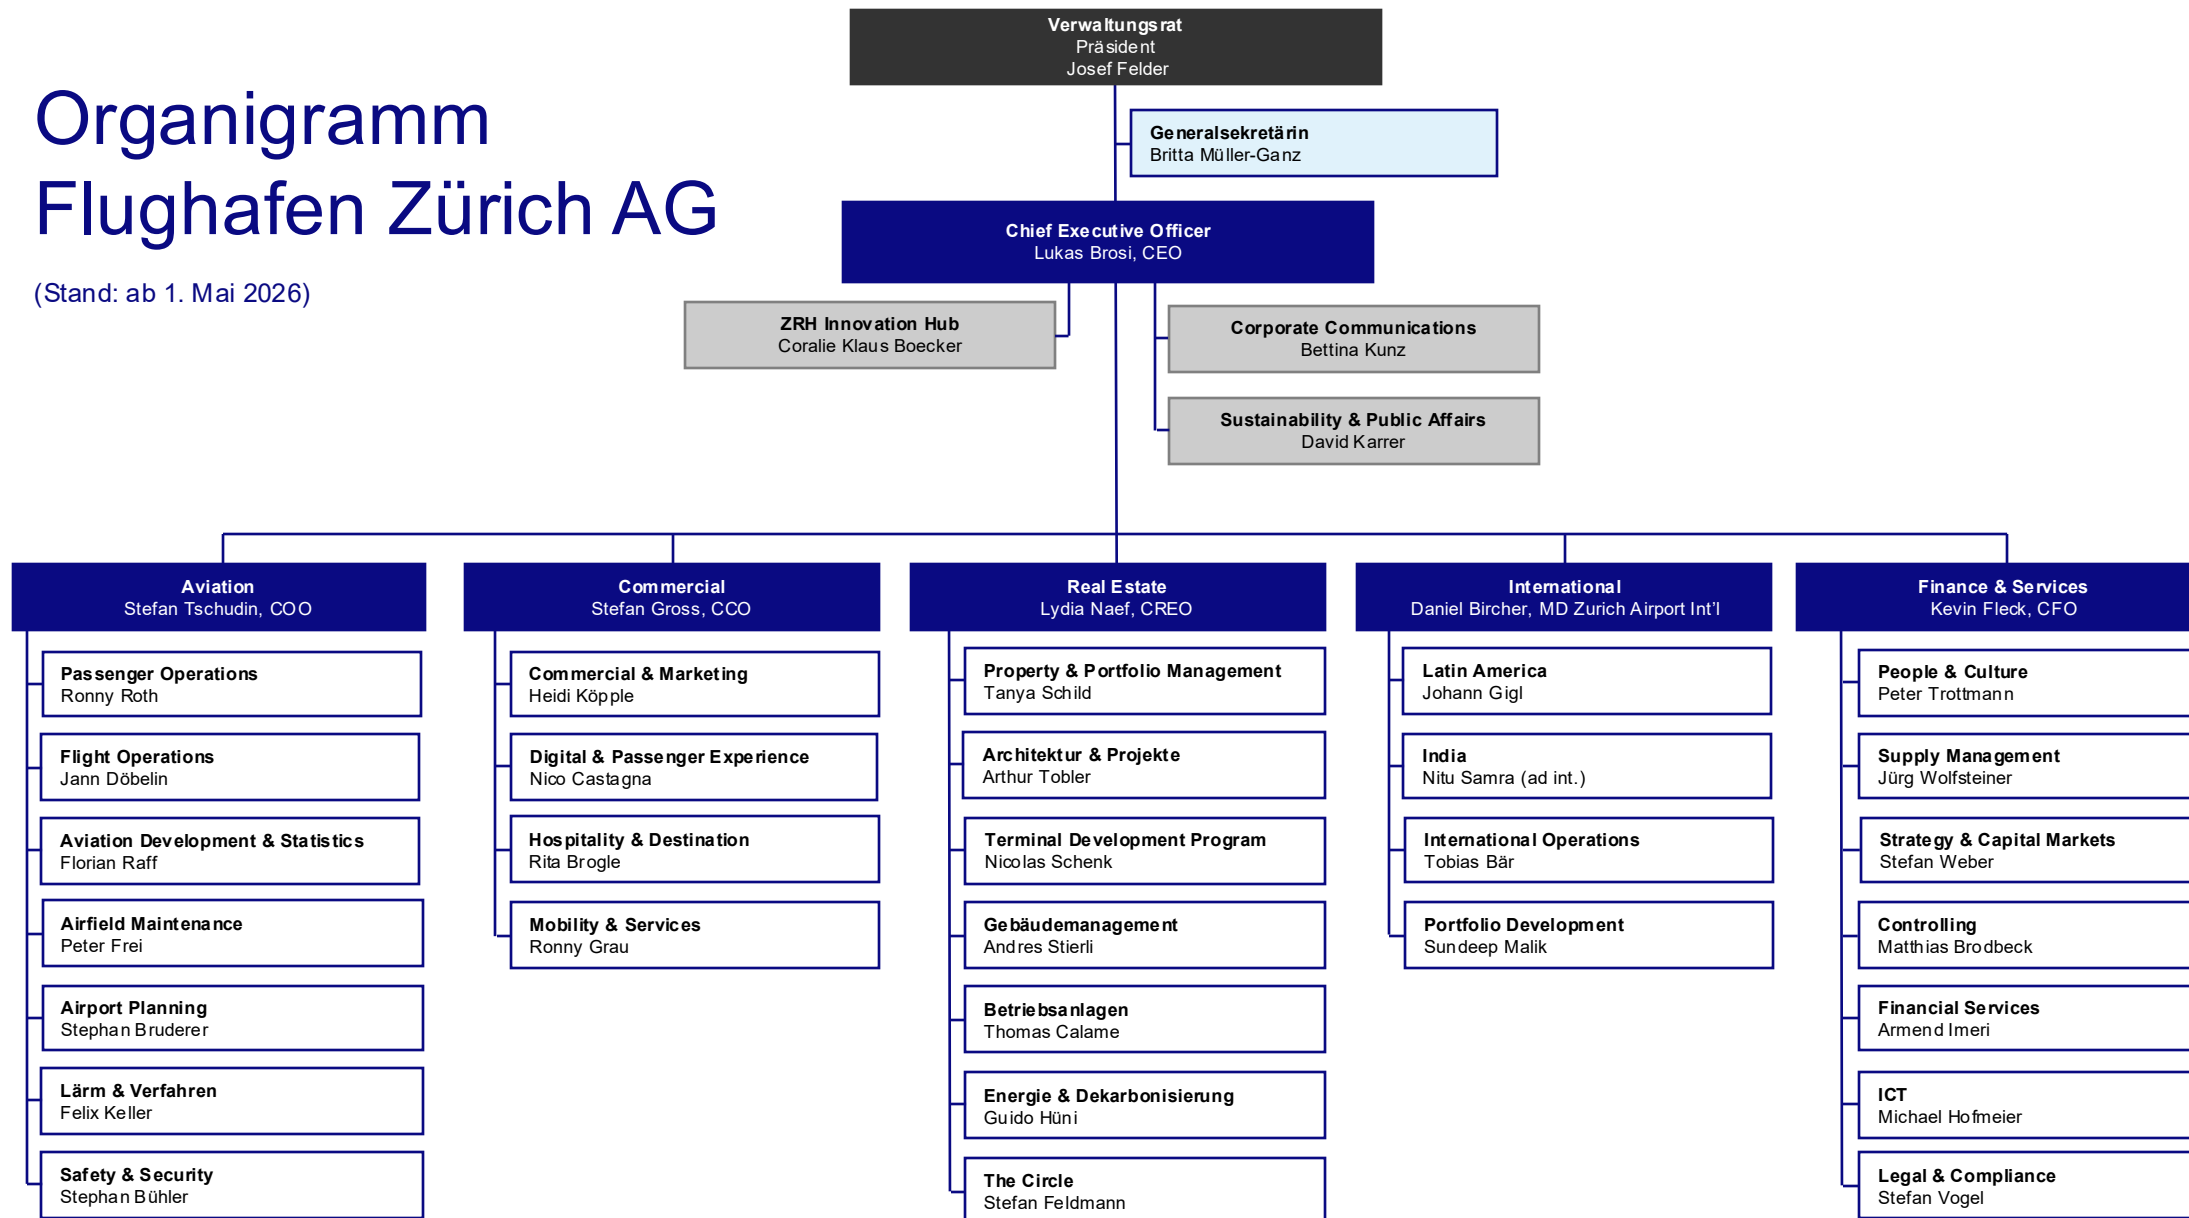 Organigramm
Flughafen Zürich AG
(Stand: ab 1. Mai 2026)
Verwaltungsrat
Präsident
Josef Felder
Generalsekretärin
Britta Müller-Ganz
Chief Executive Officer
Lukas Brosi, CEO
ZRH Innovation Hub
Coralie Klaus Boecker
Corporate Communications
Bettina Kunz
Sustainability & Public Affairs
David Karrer
Aviation
Stefan Tschudin, COO
Passenger Operations
Ronny Roth
Flight Operations
Jann Döbelin
Aviation Development & Statistics
Florian Raff
Airfield Maintenance
Peter Frei
Airport Planning
Stephan Bruderer
Lärm & Verfahren
Felix Keller
Safety & Security
Stephan Bühler
Commercial
Stefan Gross, CCO
Commercial & Marketing
Heidi Köpple
Digital & Passenger Experience
Nico Castagna
Hospitality & Destination
Rita Brogle
Mobility & Services
Ronny Grau
Real Estate
Lydia Naef, CREO
Property & Portfolio Management
Tanya Schild
Architektur & Projekte
Arthur Tobler
Terminal Development Program
Nicolas Schenk
Gebäudemanagement
Andres Stierli
Betriebsanlagen
Thomas Calame
Energie & Dekarbonisierung
Guido Hüni
The Circle
Stefan Feldmann
International
Daniel Bircher, MD Zurich Airport Int’l
Latin America
Johann Gigl
India
Nitu Samra (ad int.)
International Operations
Tobias Bär
Portfolio Development
Sundeep Malik
Finance & Services
Kevin Fleck, CFO
People & Culture
Peter Trottmann
Supply Management
Jürg Wolfsteiner
Strategy & Capital Markets
Stefan Weber
Controlling
Matthias Brodbeck
Financial Services
Armend Imeri
ICT
Michael Hofmeier
Legal & Compliance
Stefan Vogel